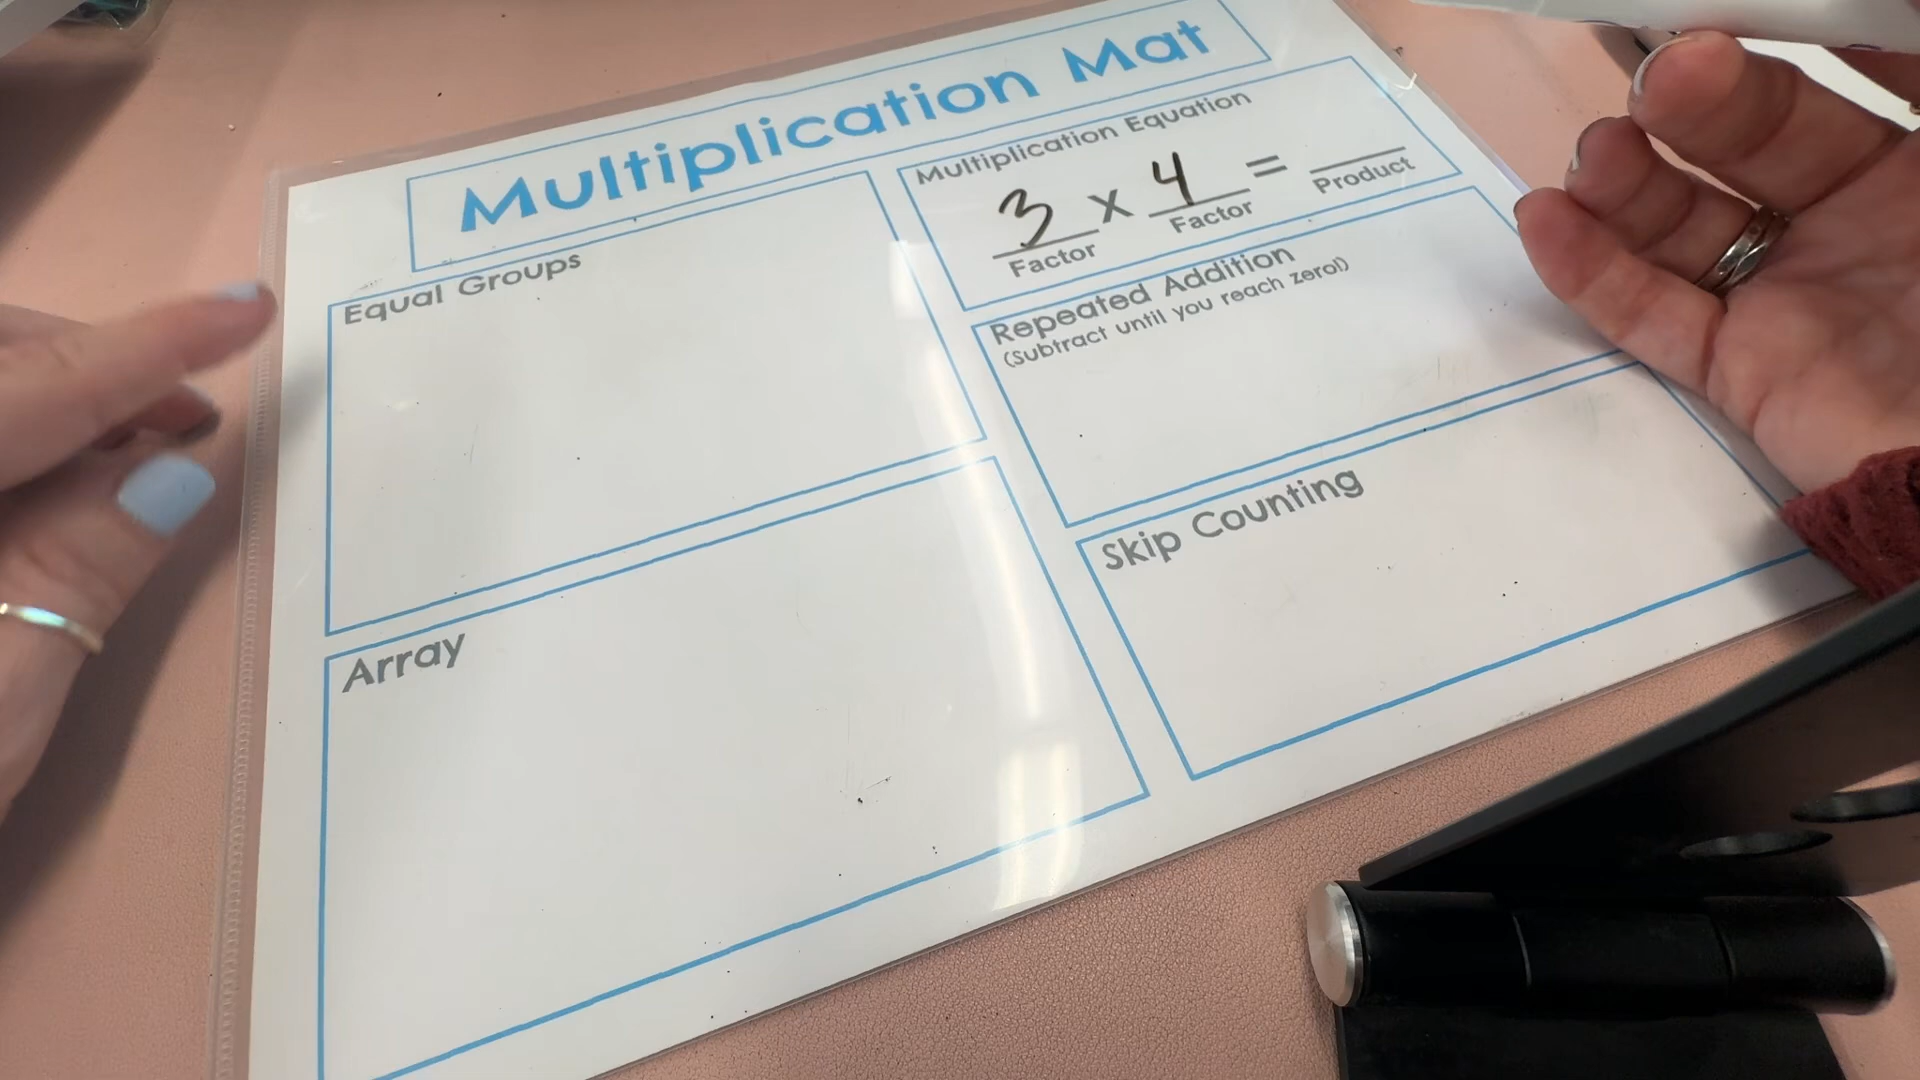 Multiplication Mat
Equal Groups
Multiplication Equation
3 x 4 = ___
Factor Factor Product
Repeated Addition
(Subtract until you reach zero!)
Array
Skip Counting